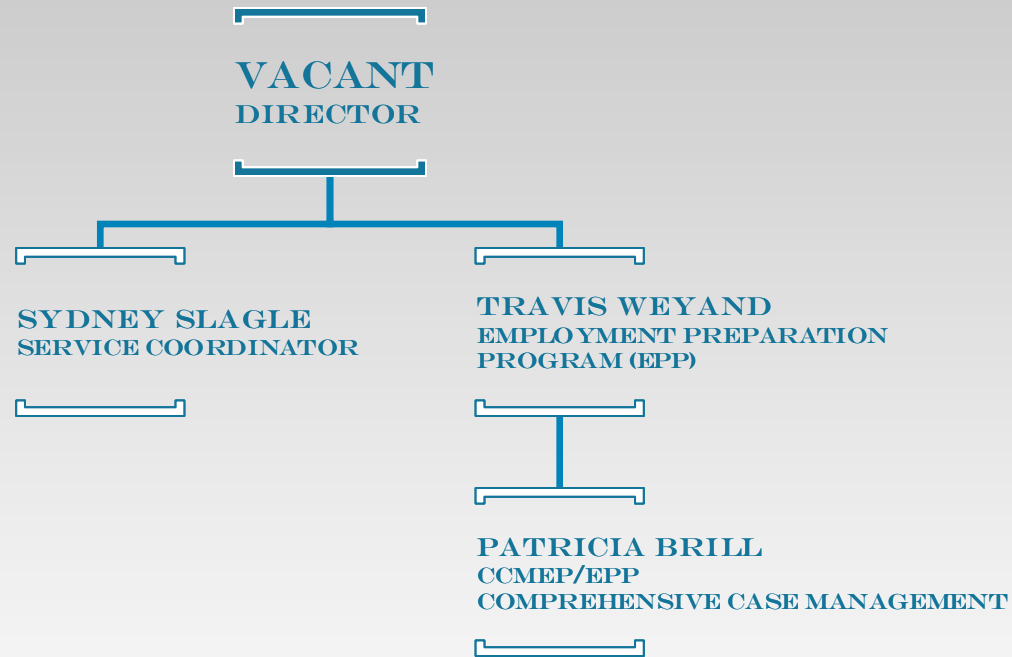 VACANT
DIRECTOR
SYDNEY SLAGLE
SERVICE COORDINATOR
TRAVIS WEYAND
EMPLOYMENT PREPARATION
PROGRAM (EPP)
PATRICIA BRILL
CCMEP/EPP
COMPREHENSIVE CASE MANAGEMENT